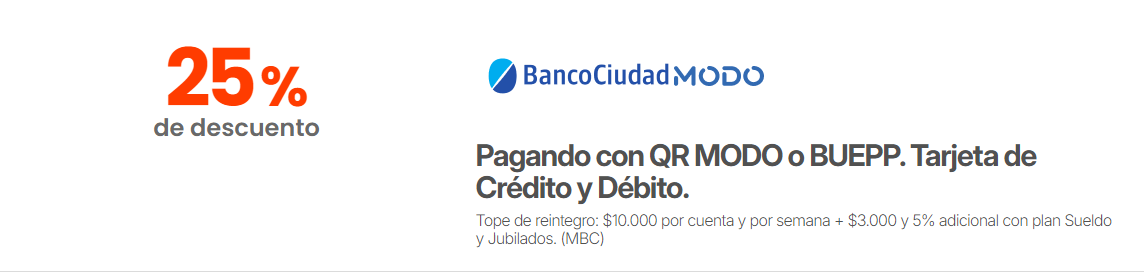 25%
de descuento
BancoCiudad MODO
Pagando con QR MODO o BUEPP. Tarjeta de
Crédito y Débito.
Tope de reintegro: $10.000 por cuenta y por semana + $3.000 y 5% adicional con plan Sueldo
y Jubilados. (MBC)